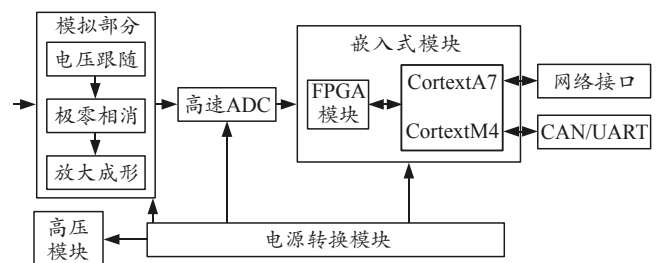 模拟部分
电压跟随
极零相消
放大成形
高速ADC
嵌入式模块
FPGA
模块
CortextA7
CortextM4
网络接口
CAN/UART
高压
模块
电源转换模块